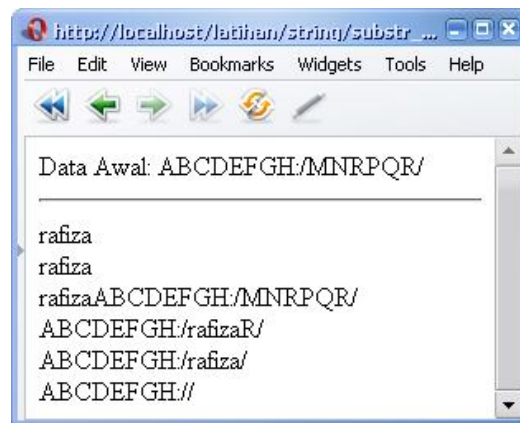 http://localhost/latihan/string/substr_...
File Edit View Bookmarks Widgets Tools Help
Data Awal: ABCDEFGH:/MNRPQR/
rafiza
rafiza
rafizaABCDEFGH:/MNRPQR/
ABCDEFGH:/rafizaR/
ABCDEFGH:/rafiza/
ABCDEFGH://